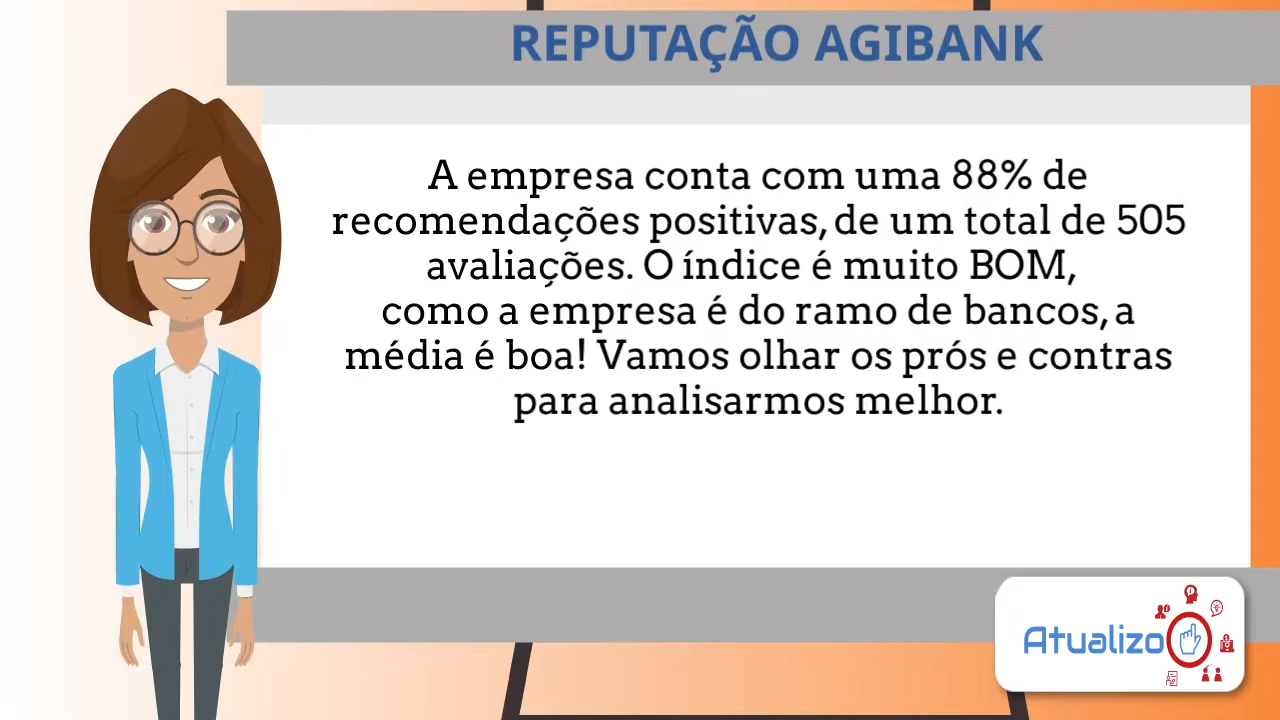 REPUTAÇÃO AGIBANK
A empresa conta com uma 88% de
recomendações positivas, de um total de 505
avaliações. O índice é muito BOM,
como a empresa é do ramo de bancos, a
média é boa! Vamos olhar os prós e contras
para analisarmos melhor.
Atualizo